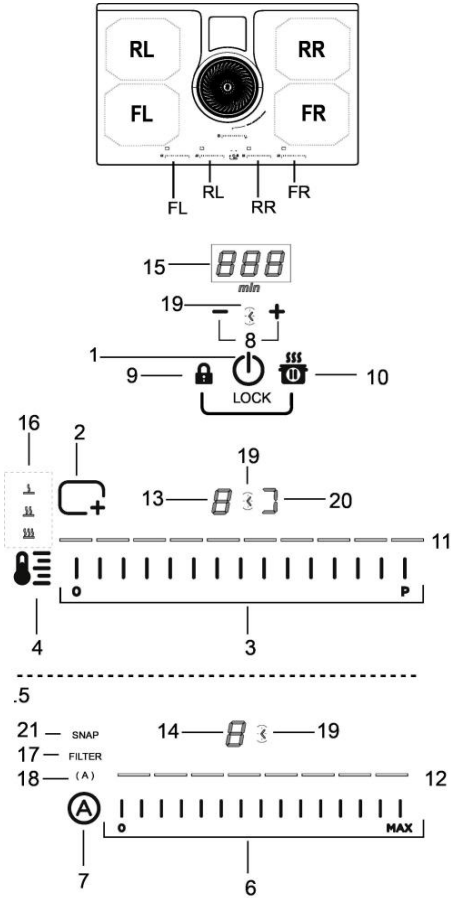 RL RR
FL FR
FL RL RR FR
15 888
min
19
− +
8
1
9 LOCK 10
16 2
19
13 8 20
11
0 P
4 3
.5
21 SNAP 14 8 19
17 FILTER
18 (A) 12
A
0 MAX
7 6